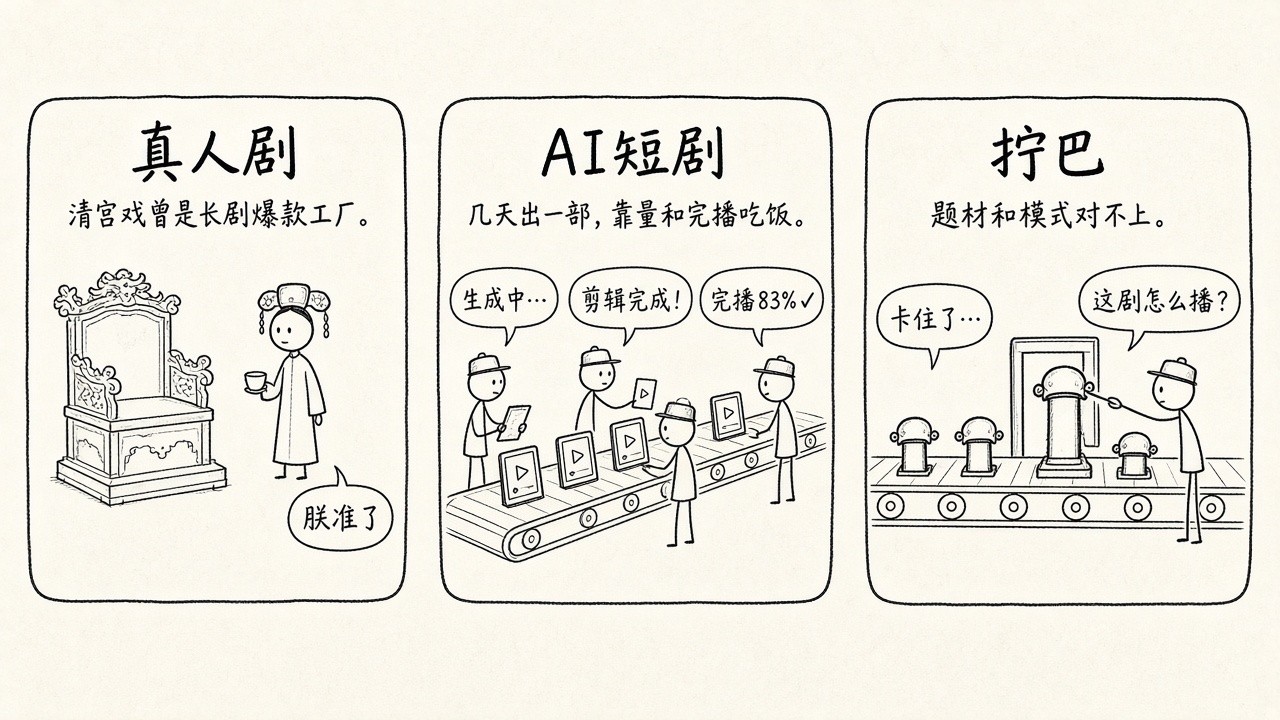 真人剧
清宫戏曾是长剧爆款工厂。
朕准了
AI短剧
几天出一部，靠量和完播吃饭。
生成中…
剪辑完成！
完播83%✓
拧巴
题材和模式对不上。
卡住了…
这剧怎么播？